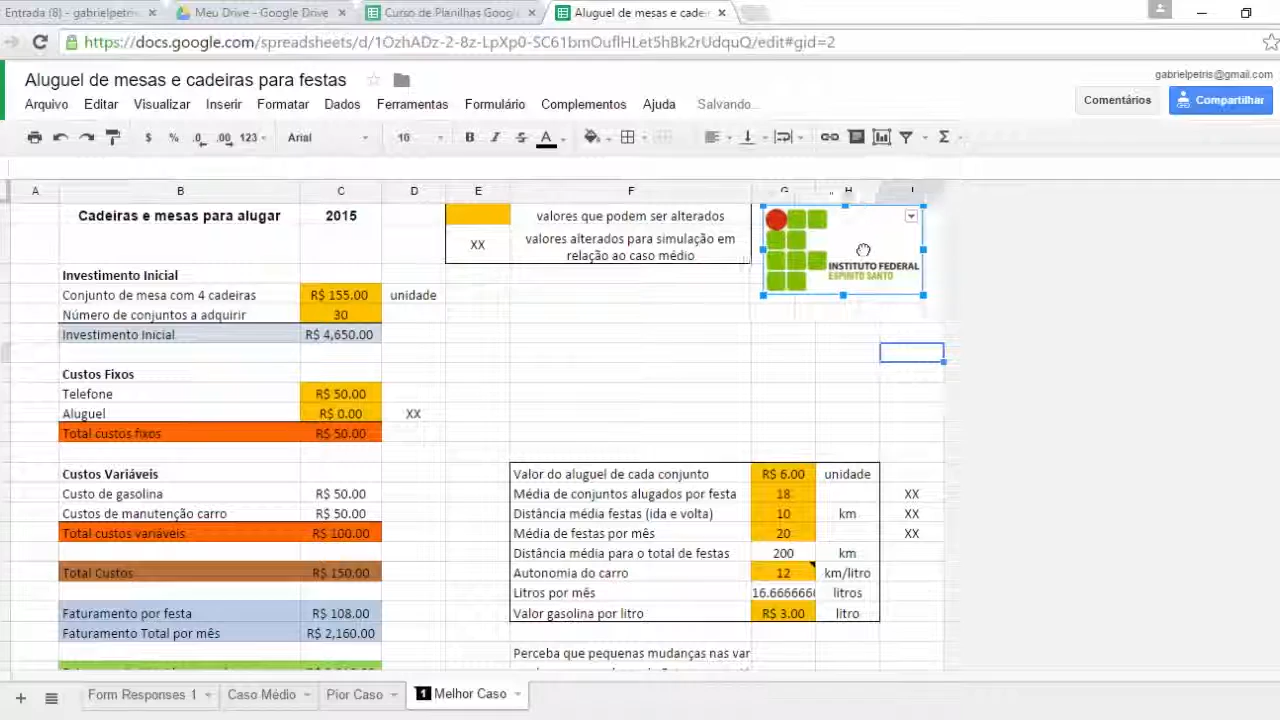 Entrada (8) - gabrielpetri
Meu Drive - Google Drive
Curso de Planilhas Google
Aluguel de mesas e cadei
https://docs.google.com/spreadsheets/d/1OzhADz-2-8z-LpXp0-SC61bmOuflHLet5hBk2rUdquQ/edit#gid=2
Aluguel de mesas e cadeiras para festas
gabrielpetris@gmail.com
Arquivo Editar Visualizar Inserir Formatar Dados Ferramentas Formulário Complementos Ajuda Salvando...
Comentários Compartilhar
$ % .0 .00 123 Arial 10 B I S A Σ
A B C D E F G H I
Cadeiras e mesas para alugar 2015 valores que podem ser alterados
XX valores alterados para simulação em
relação ao caso médio
INSTITUTO FEDERAL
ESPÍRITO SANTO
Investimento Inicial
Conjunto de mesa com 4 cadeiras R$ 155.00 unidade
Número de conjuntos a adquirir 30
Investimento Inicial R$ 4,650.00
Custos Fixos
Telefone R$ 50.00
Aluguel R$ 0.00 XX
Total custos fixos R$ 50.00
Custos Variáveis Valor do aluguel de cada conjunto R$ 6.00 unidade
Custo de gasolina R$ 50.00 Média de conjuntos alugados por festa 18 XX
Custos de manutenção carro R$ 50.00 Distância média festas (ida e volta) 10 km XX
Total custos variáveis R$ 100.00 Média de festas por mês 20 XX
Distância média para o total de festas 200 km
Total Custos R$ 150.00 Autonomia do carro 12 km/litro
Litros por mês 16.6666666 litros
Faturamento por festa R$ 108.00 Valor gasolina por litro R$ 3.00 litro
Faturamento Total por mês R$ 2,160.00
Perceba que pequenas mudanças nas var
Form Responses 1 Caso Médio Pior Caso 1 Melhor Caso